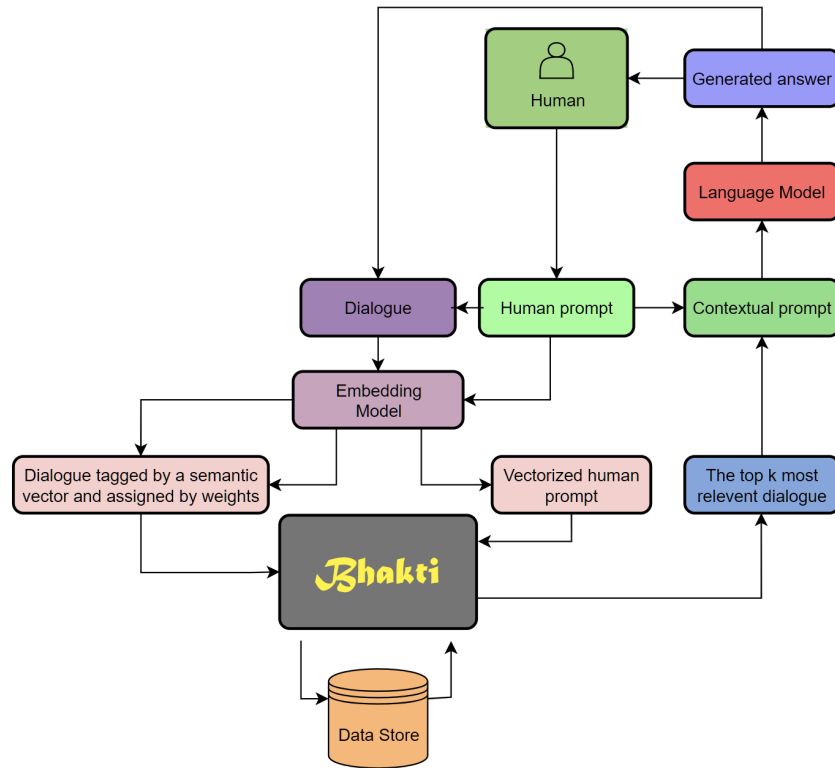 Human
Generated answer
Language Model
Dialogue
Human prompt
Contextual prompt
Embedding
Model
Dialogue tagged by a semantic
vector and assigned by weights
Vectorized human
prompt
The top k most
relevent dialogue
Bhakti
Data Store